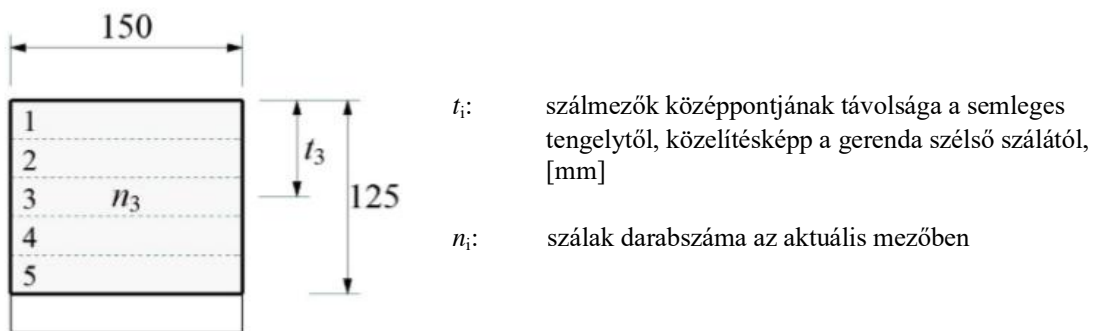 150
1
2
3
4
5
n3
t3
125
ti: szálmezők középpontjának távolsága a semleges
tengelytől, közelítésképp a gerenda szélső szálától,
[mm]
ni: szálak darabszáma az aktuális mezőben